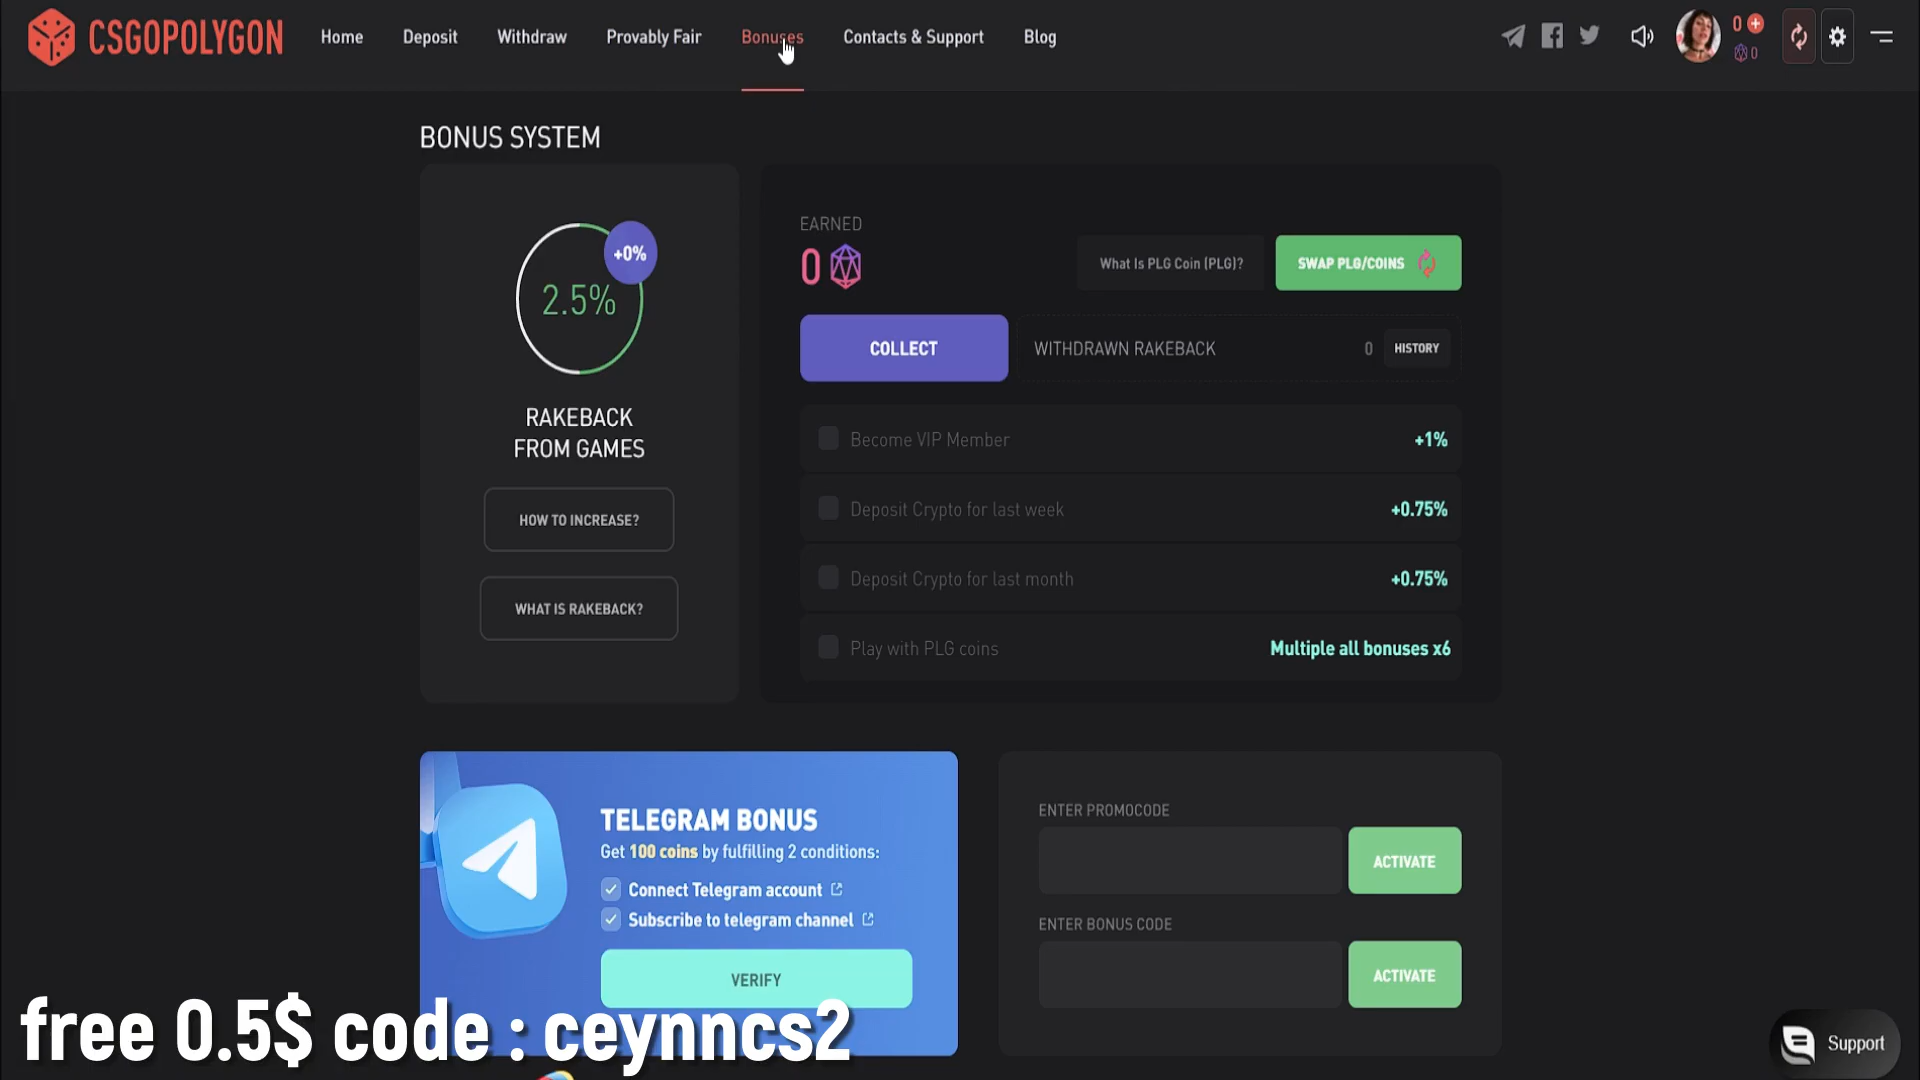 CSGOPOLYGON
Home
Deposit
Withdraw
Provably Fair
Bonuses
Contacts & Support
Blog
0
0
BONUS SYSTEM
+0%
2.5%
RAKEBACK
FROM GAMES
HOW TO INCREASE?
WHAT IS RAKEBACK?
EARNED
0
What Is PLG Coin (PLG)?
SWAP PLG/COINS
COLLECT
WITHDRAWN RAKEBACK
0
HISTORY
Become VIP Member
+1%
Deposit Crypto for last week
+0.75%
Deposit Crypto for last month
+0.75%
Play with PLG coins
Multiple all bonuses x6
TELEGRAM BONUS
Get 100 coins by fulfilling 2 conditions:
Connect Telegram account
Subscribe to telegram channel
VERIFY
ENTER PROMOCODE
ACTIVATE
ENTER BONUS CODE
ACTIVATE
free 0.5$ code : ceynncs2
Support